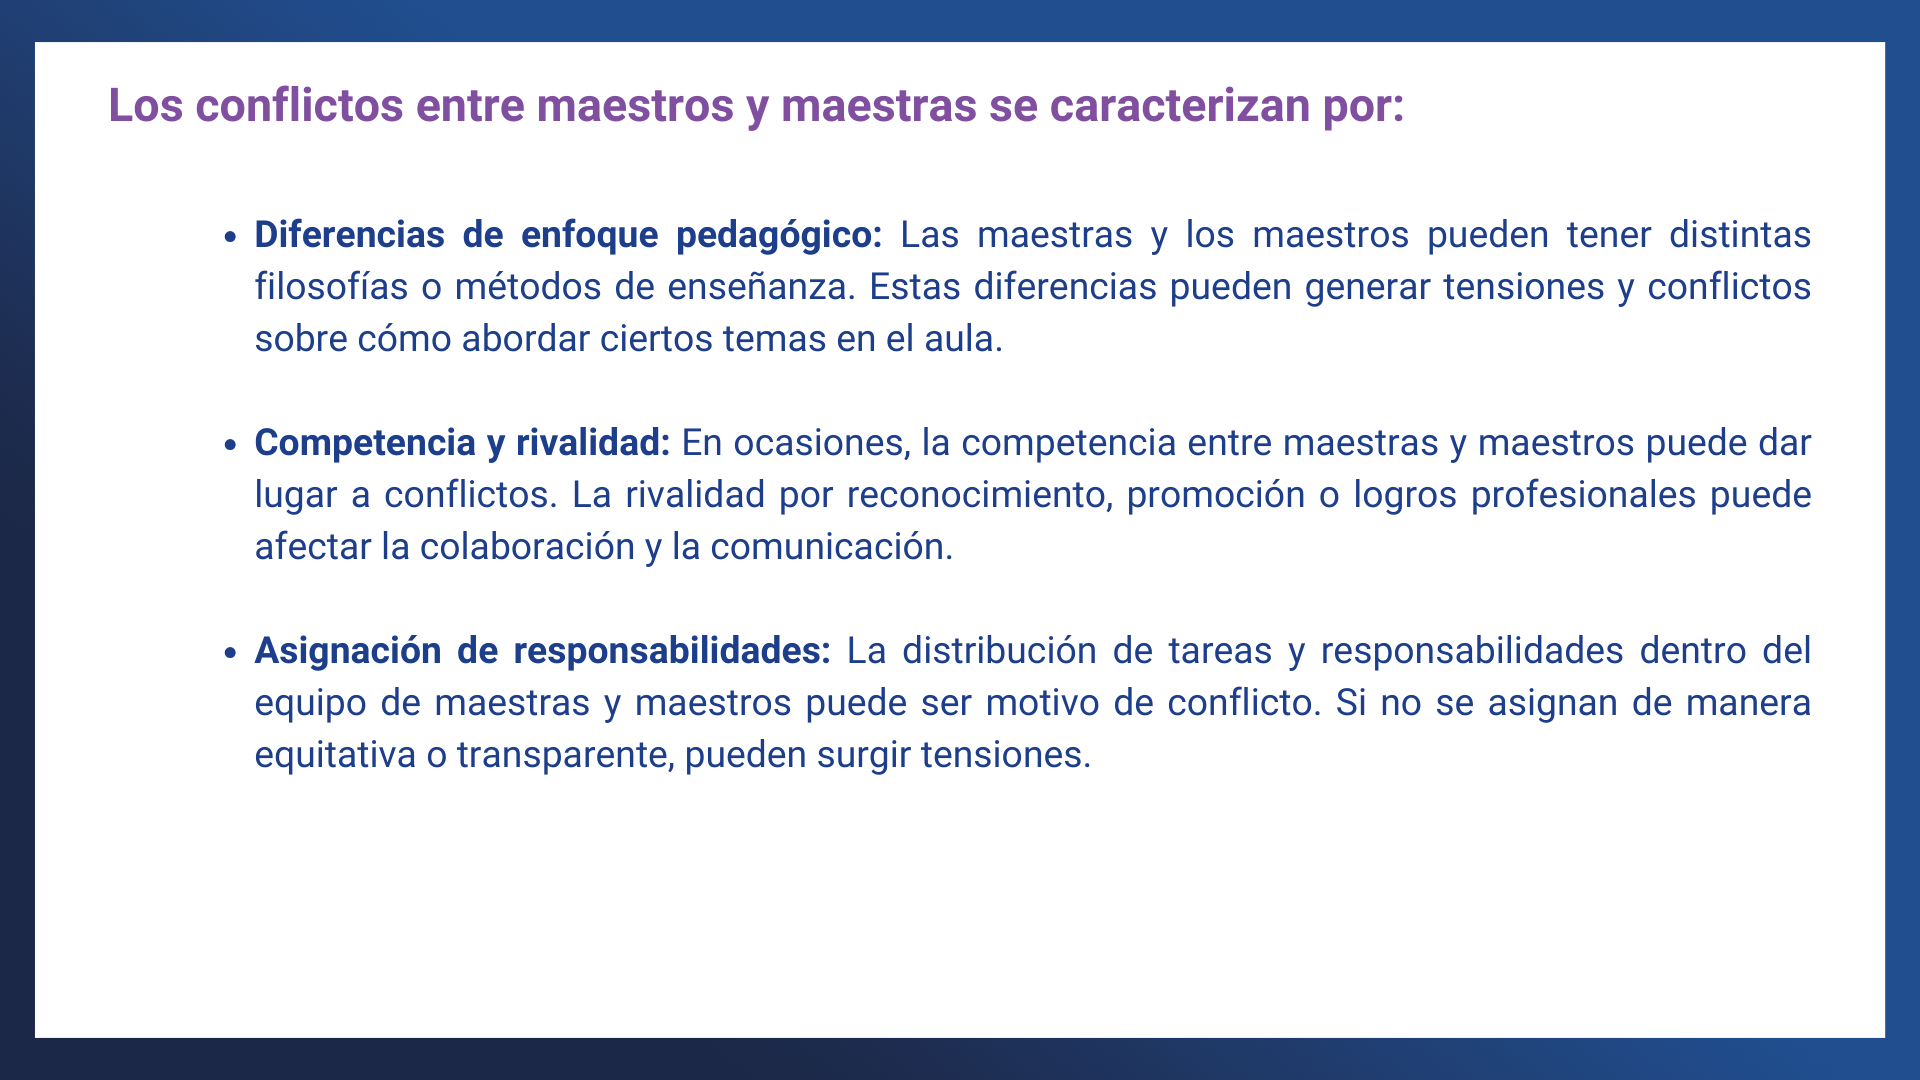 Los conflictos entre maestros y maestras se caracterizan por:
• Diferencias de enfoque pedagógico: Las maestras y los maestros pueden tener distintas
filosofías o métodos de enseñanza. Estas diferencias pueden generar tensiones y conflictos
sobre cómo abordar ciertos temas en el aula.
• Competencia y rivalidad: En ocasiones, la competencia entre maestras y maestros puede dar
lugar a conflictos. La rivalidad por reconocimiento, promoción o logros profesionales puede
afectar la colaboración y la comunicación.
• Asignación de responsabilidades: La distribución de tareas y responsabilidades dentro del
equipo de maestras y maestros puede ser motivo de conflicto. Si no se asignan de manera
equitativa o transparente, pueden surgir tensiones.